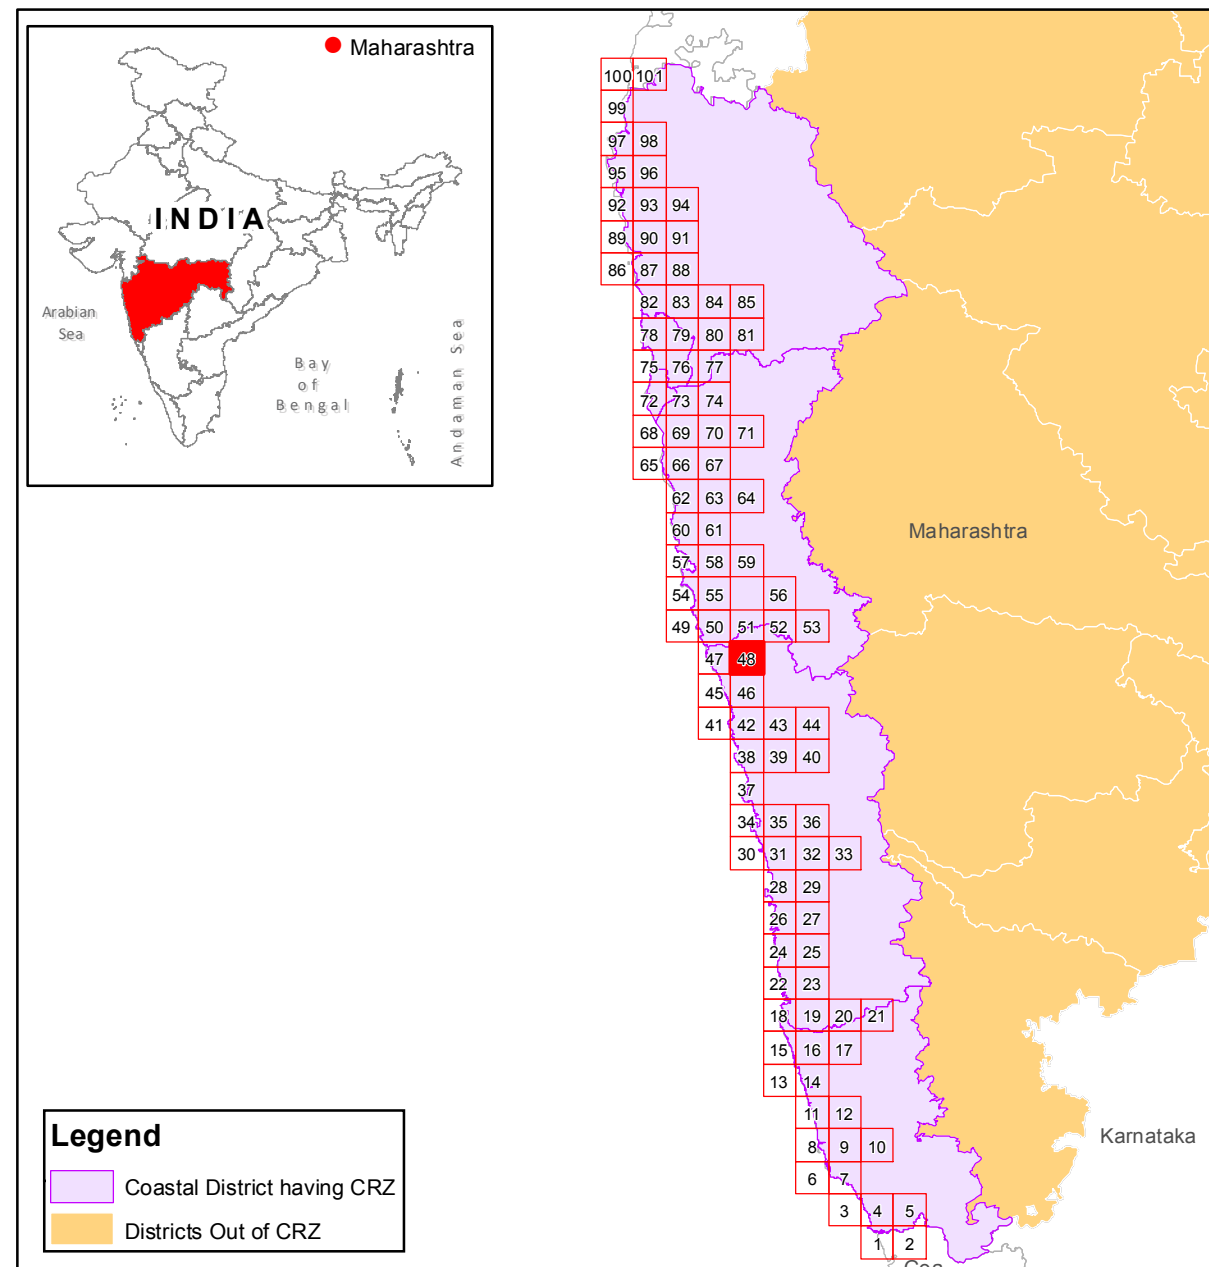 Maharashtra
INDIA
Arabian
Sea
Bay
of
Bengal
Andaman Sea
100 101
99
97 98
95 96
92 93 94
89 90 91
86 87 88
82 83 84 85
78 79 80 81
75 76 77
72 73 74
68 69 70 71
65 66 67
62 63 64
60 61
Maharashtra
57 58 59
54 55 56
49 50 51 52 53
47 48
45 46
41 42 43 44
38 39 40
37
34 35 36
30 31 32 33
28 29
26 27
24 25
22 23
18 19 20 21
15 16 17
13 14
11 12
8 9 10
Karnataka
6 7
3 4 5
1 2
Goa
Legend
Coastal District having CRZ
Districts Out of CRZ